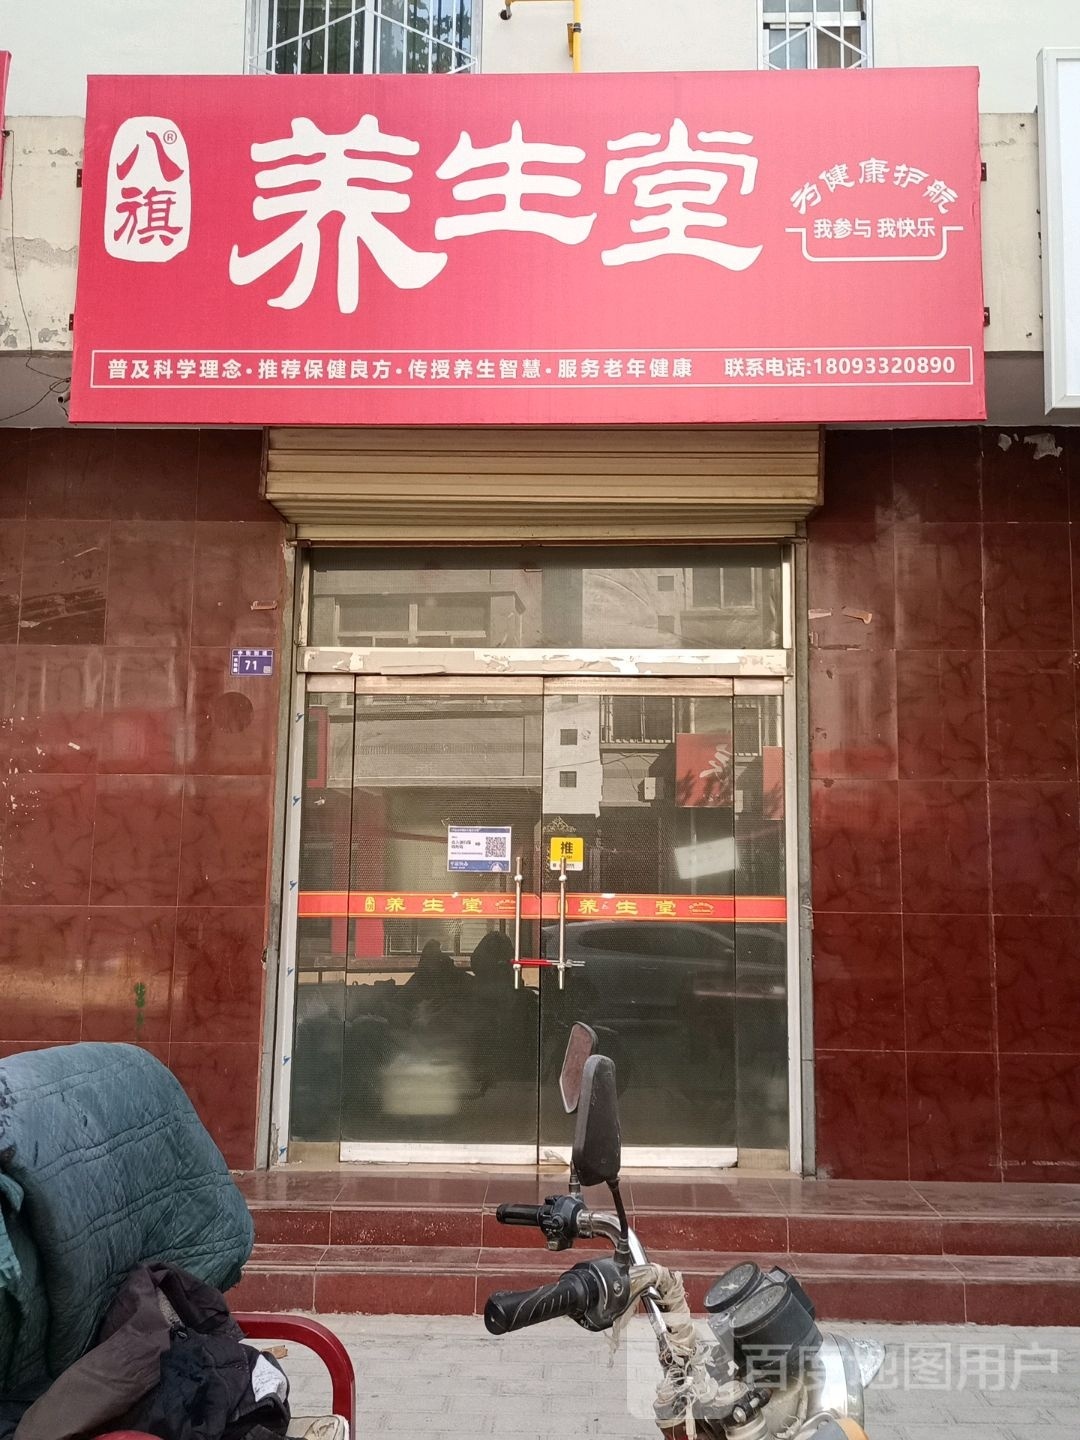 八旗®
养生堂
为健康护航
我参与 我快乐
普及科学理念·推荐保健良方·传授养生智慧·服务老年健康 联系电话:18093320890
71
推
养生堂
养生堂
百度地图用户